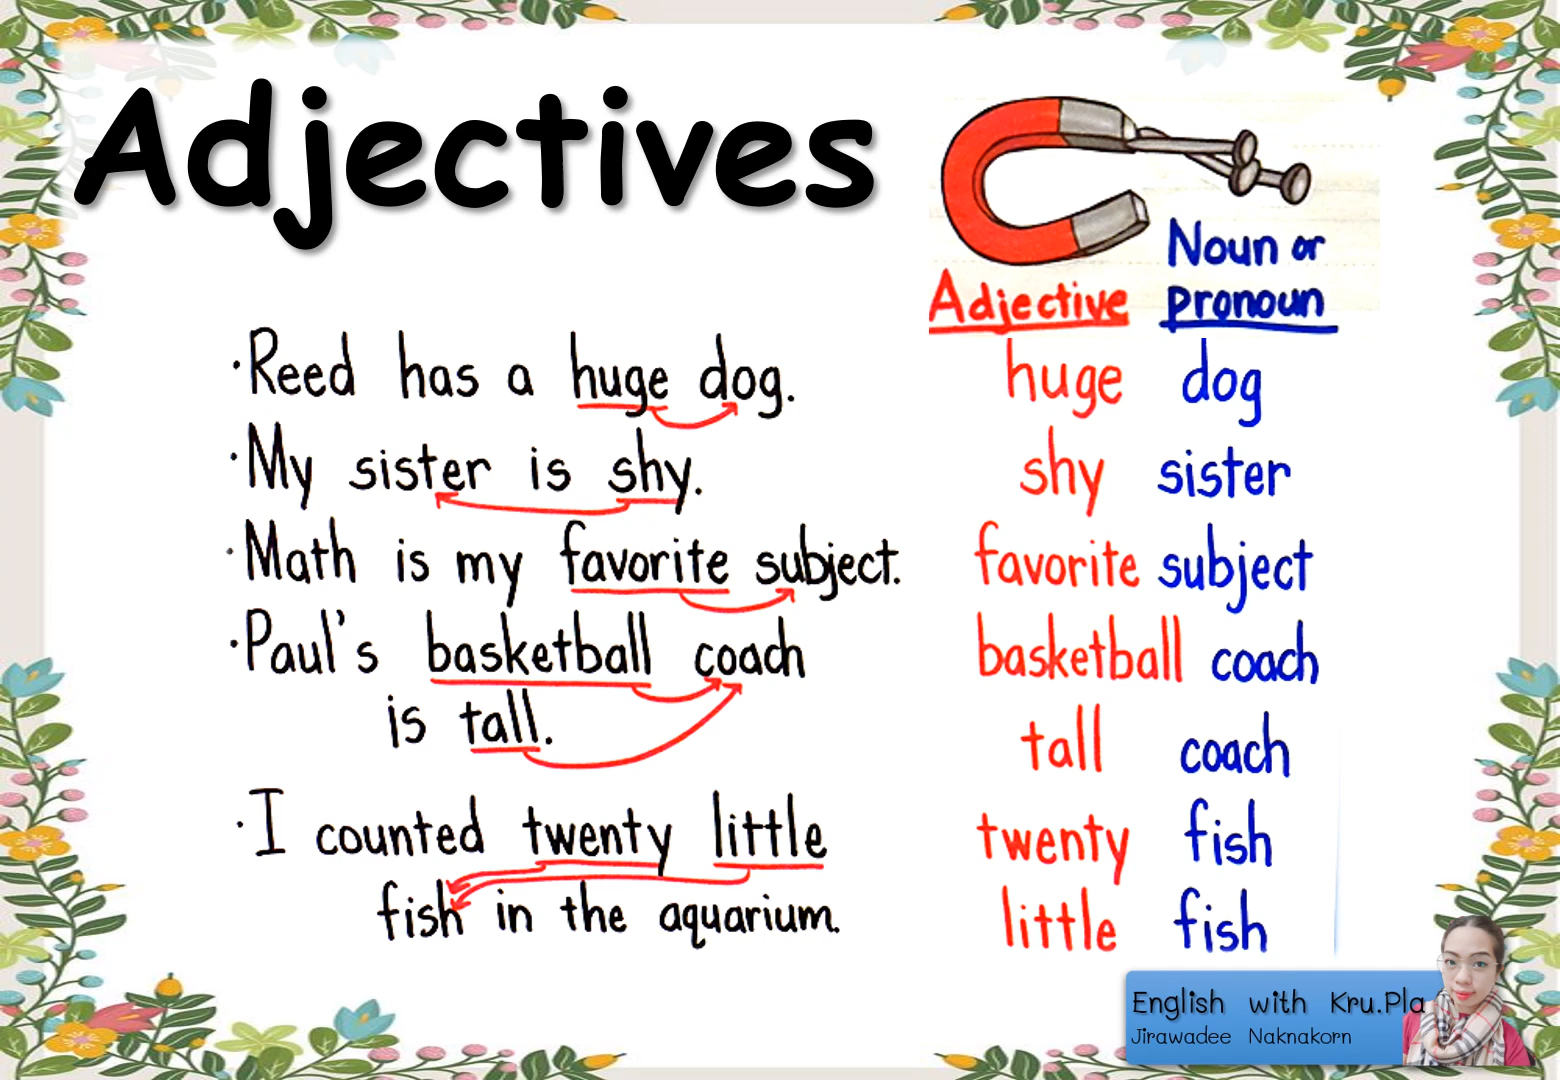 Adjectives
Noun or
Adjective pronoun
·Reed has a huge dog.
huge dog
·My sister is shy.
shy sister
·Math is my favorite subject.
favorite subject
·Paul's basketball coach
is tall.
basketball coach
tall coach
·I counted twenty little
fish in the aquarium.
twenty fish
little fish
English with Kru.Pla
Jirawadee Naknakorn